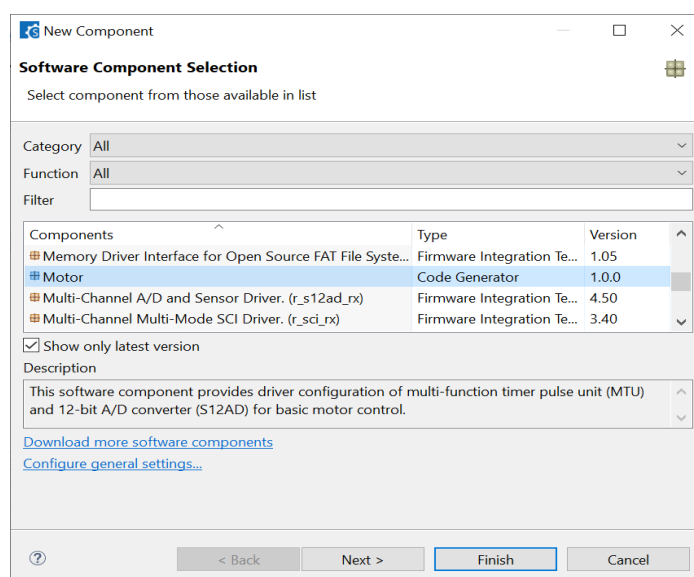 New Component
Software Component Selection
Select component from those available in list
Category All
Function All
Filter
Components Type Version
Memory Driver Interface for Open Source FAT File Syste... Firmware Integration Te... 1.05
Motor Code Generator 1.0.0
Multi-Channel A/D and Sensor Driver. (r_s12ad_rx) Firmware Integration Te... 4.50
Multi-Channel Multi-Mode SCI Driver. (r_sci_rx) Firmware Integration Te... 3.40
Show only latest version
Description
This software component provides driver configuration of multi-function timer pulse unit (MTU)
and 12-bit A/D converter (S12AD) for basic motor control.
Download more software components
Configure general settings...
? < Back Next > Finish Cancel